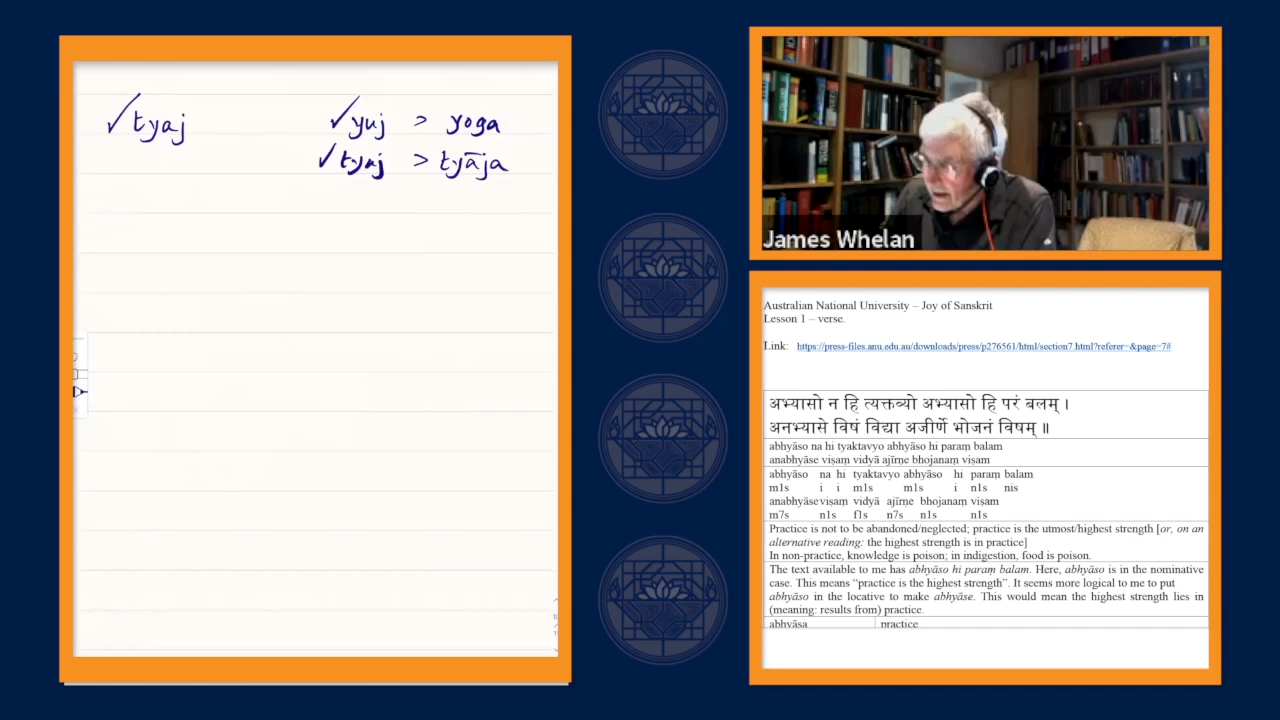 √tyaj
√yuj > yoga
√tyaj > tyāja
James Whelan
Australian National University – Joy of Sanskrit
Lesson 1 – verse.
Link: https://press-files.anu.edu.au/downloads/press/p276561/html/section7.html?referer=&page=7#
अभ्यासो न हि त्यक्तव्यो अभ्यासो हि परं बलम् ।
अनभ्यासे विषं विद्या अजीर्णे भोजनं विषम् ॥
abhyāso na hi tyaktavyo abhyāso hi paraṃ balam
anabhyāse viṣaṃ vidyā ajīrṇe bhojanaṃ viṣam
abhyāso na hi tyaktavyo abhyāso hi paraṃ balam
m1s i i m1s m1s i n1s nis
anabhyāse viṣaṃ vidyā ajīrṇe bhojanaṃ viṣam
m7s n1s f1s n7s n1s n1s
Practice is not to be abandoned/neglected; practice is the utmost/highest strength [or, on an
alternative reading: the highest strength is in practice]
In non-practice, knowledge is poison; in indigestion, food is poison.
The text available to me has abhyāso hi paraṃ balam. Here, abhyāso is in the nominative
case. This means “practice is the highest strength”. It seems more logical to me to put
abhyāso in the locative to make abhyāse. This would mean the highest strength lies in
(meaning: results from) practice.
abhyāsa practice